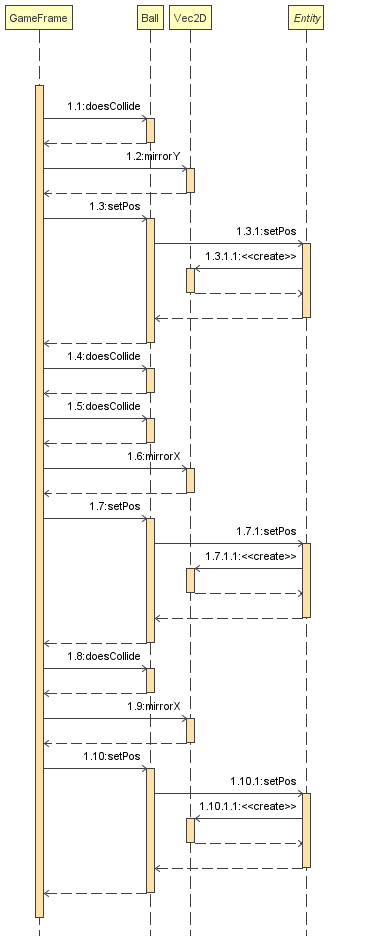 GameFrame Ball Vec2D Entity
1.1:doesCollide
1.2:mirrorY
1.3:setPos
1.3.1:setPos
1.3.1.1:<<create>>
1.4:doesCollide
1.5:doesCollide
1.6:mirrorX
1.7:setPos
1.7.1:setPos
1.7.1.1:<<create>>
1.8:doesCollide
1.9:mirrorX
1.10:setPos
1.10.1:setPos
1.10.1.1:<<create>>